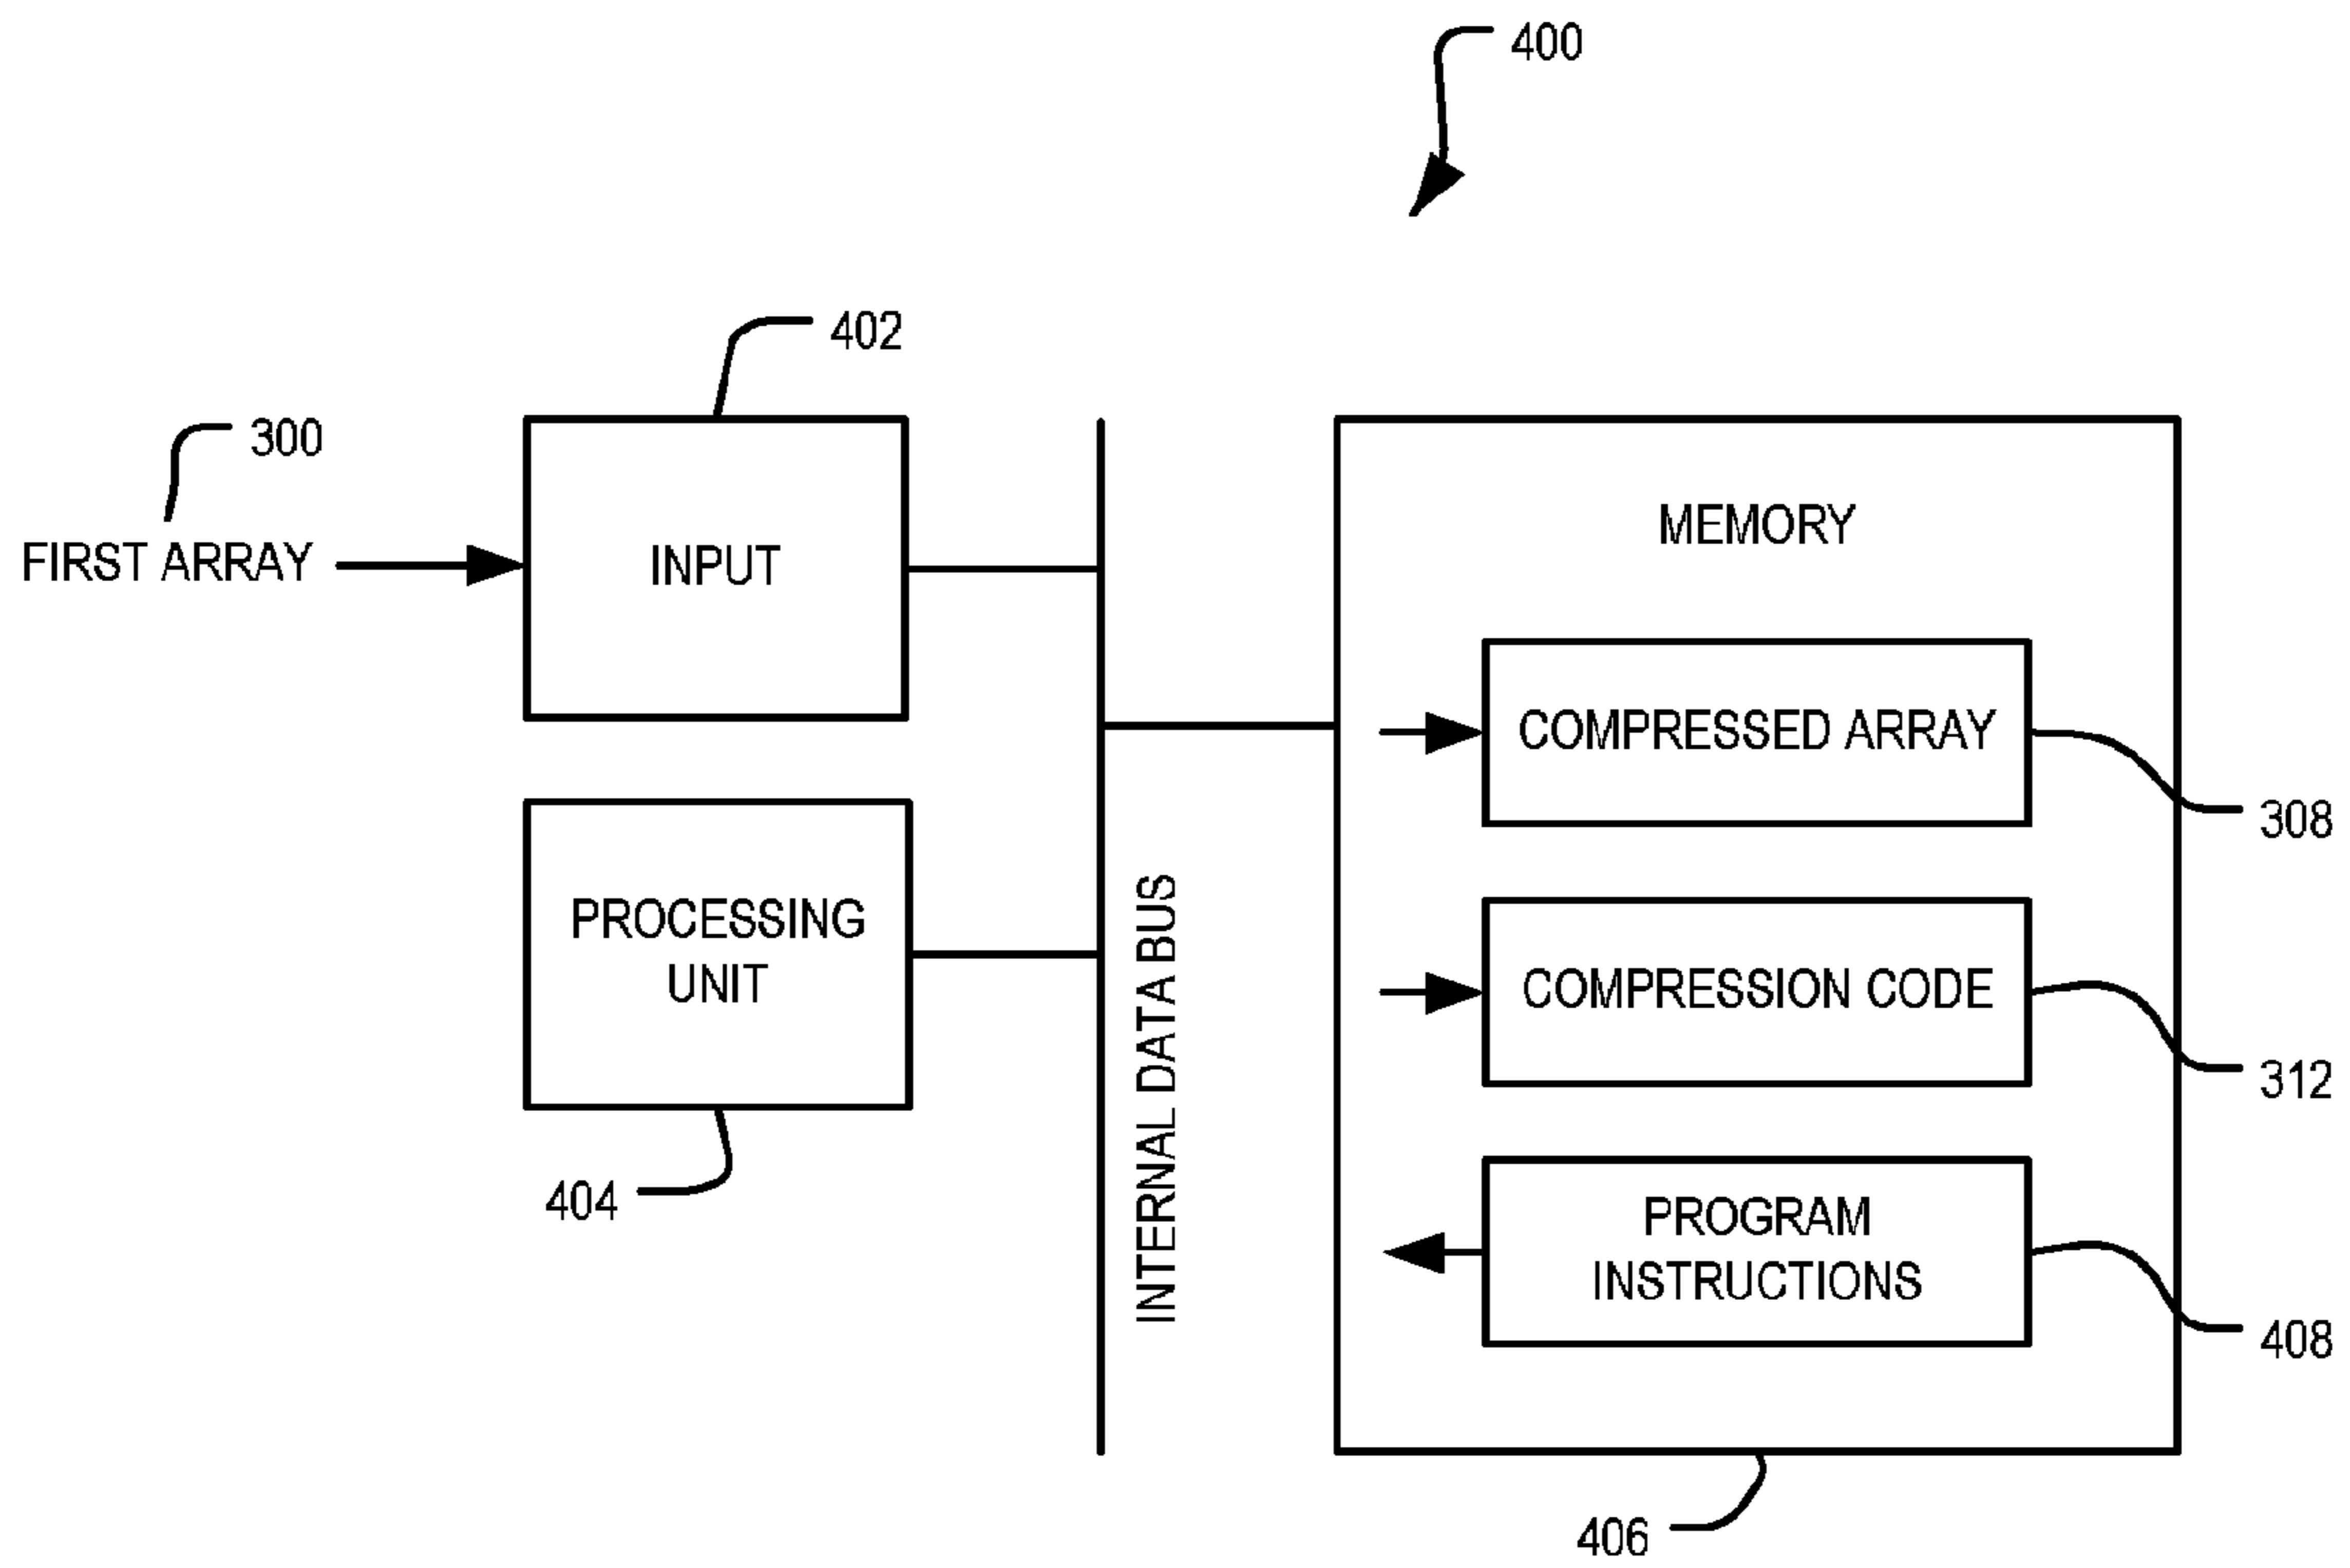 400
402
300
FIRST ARRAY
INPUT
MEMORY
COMPRESSED ARRAY
308
PROCESSING
UNIT
404
INTERNAL DATA BUS
COMPRESSION CODE
312
PROGRAM
INSTRUCTIONS
408
406